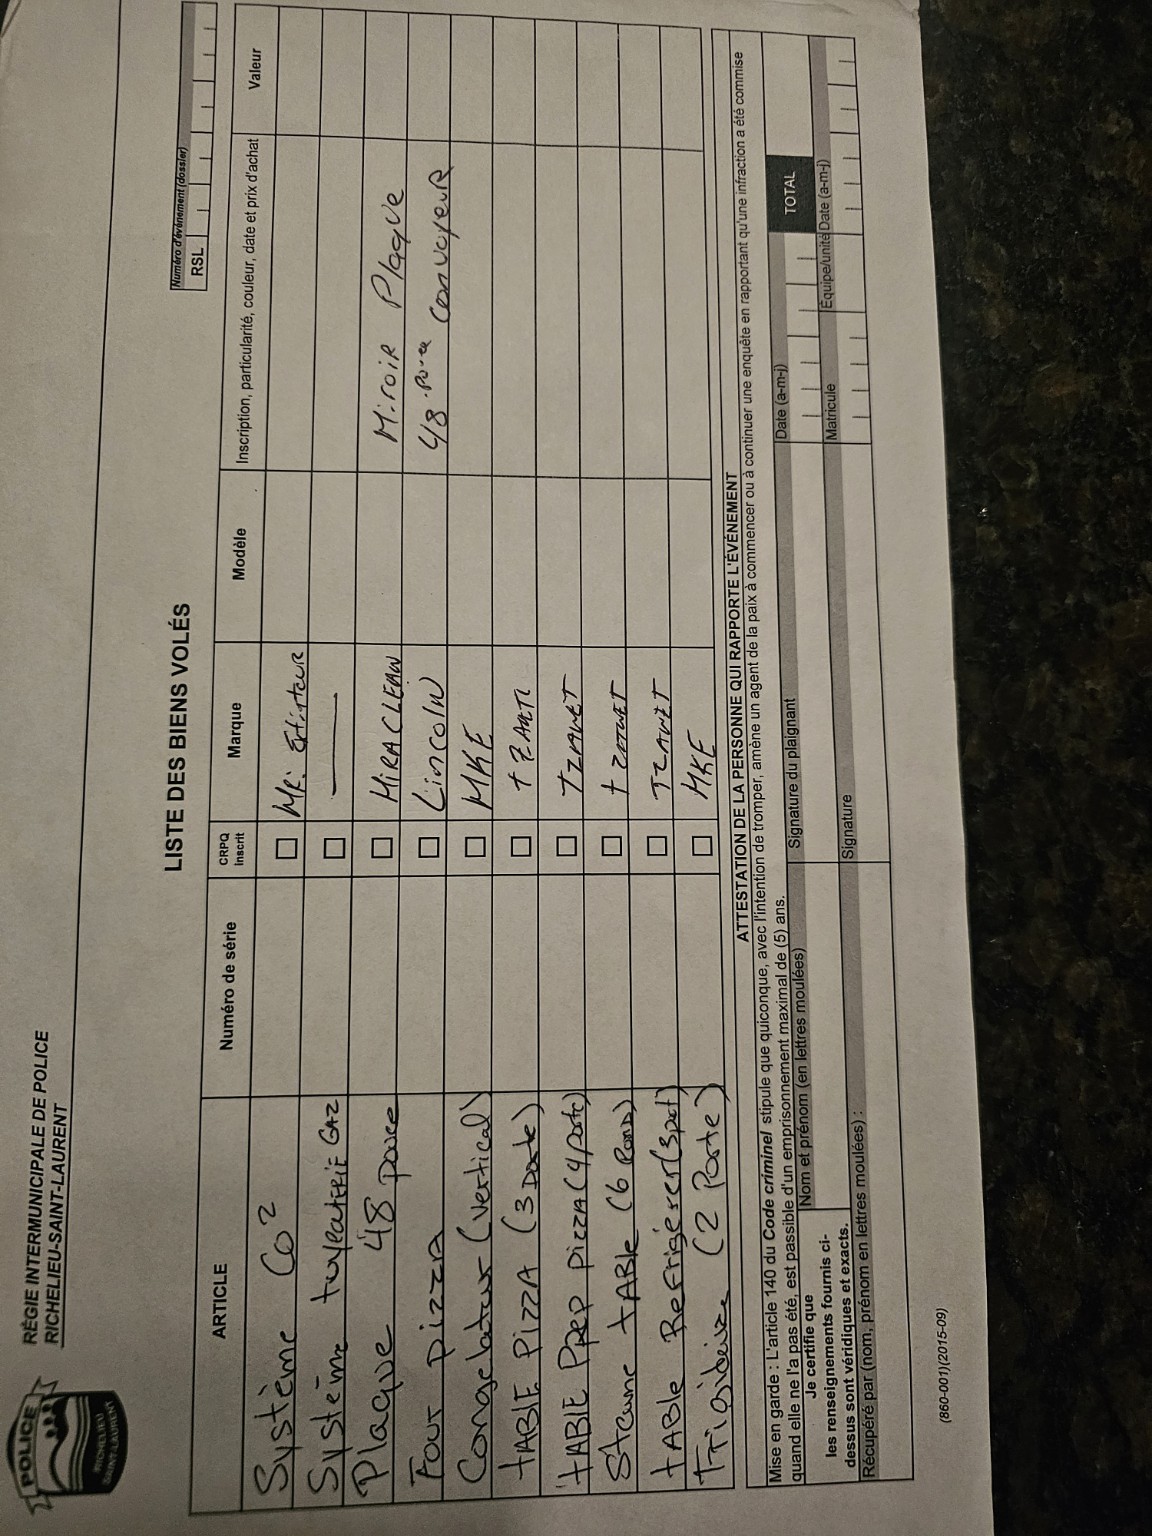 POLICE
RICHELIEU
SAINT-LAURENT
RÉGIE INTERMUNICIPALE DE POLICE
RICHELIEU-SAINT-LAURENT
LISTE DES BIENS VOLÉS
Numéro d'événement (dossier)
RSL
ARTICLE Numéro de série CRPQ Inscrit Marque Modèle Inscription, particularité, couleur, date et prix d'achat Valeur
Système Co2 Mr:
Système tuyeauterie GAZ
Plaque 48 pouce MIRACLEAN Miroir Plaque
Four pizza Lincoln 48 convoyeur
Congelateur (vertical) MKE
tABLE PizzA (3 Porte)
tABLE Prep pizzA (4 porte)
tABle (6
tABle Refrigérer (3 port)
(2 Porte) MKE
ATTESTATION DE LA PERSONNE QUI RAPPORTE L'ÉVÉNEMENT
Mise en garde : L'article 140 du Code criminel stipule que quiconque, avec l'intention de tromper, amène un agent de la paix à commencer ou à continuer une enquête en rapportant qu'une infraction a été commise
quand elle ne l'a pas été, est passible d'un emprisonnement maximal de (5) ans.
TOTAL
Je certifie que
les renseignements fournis ci-
dessus sont véridiques et exacts.
Nom et prénom (en lettres moulées) Signature du plaignant Date (a-m-j)
Récupéré par (nom, prénom en lettres moulées) : Signature Matricule Équipe/unité Date (a-m-j)
(860-001)(2015-09)